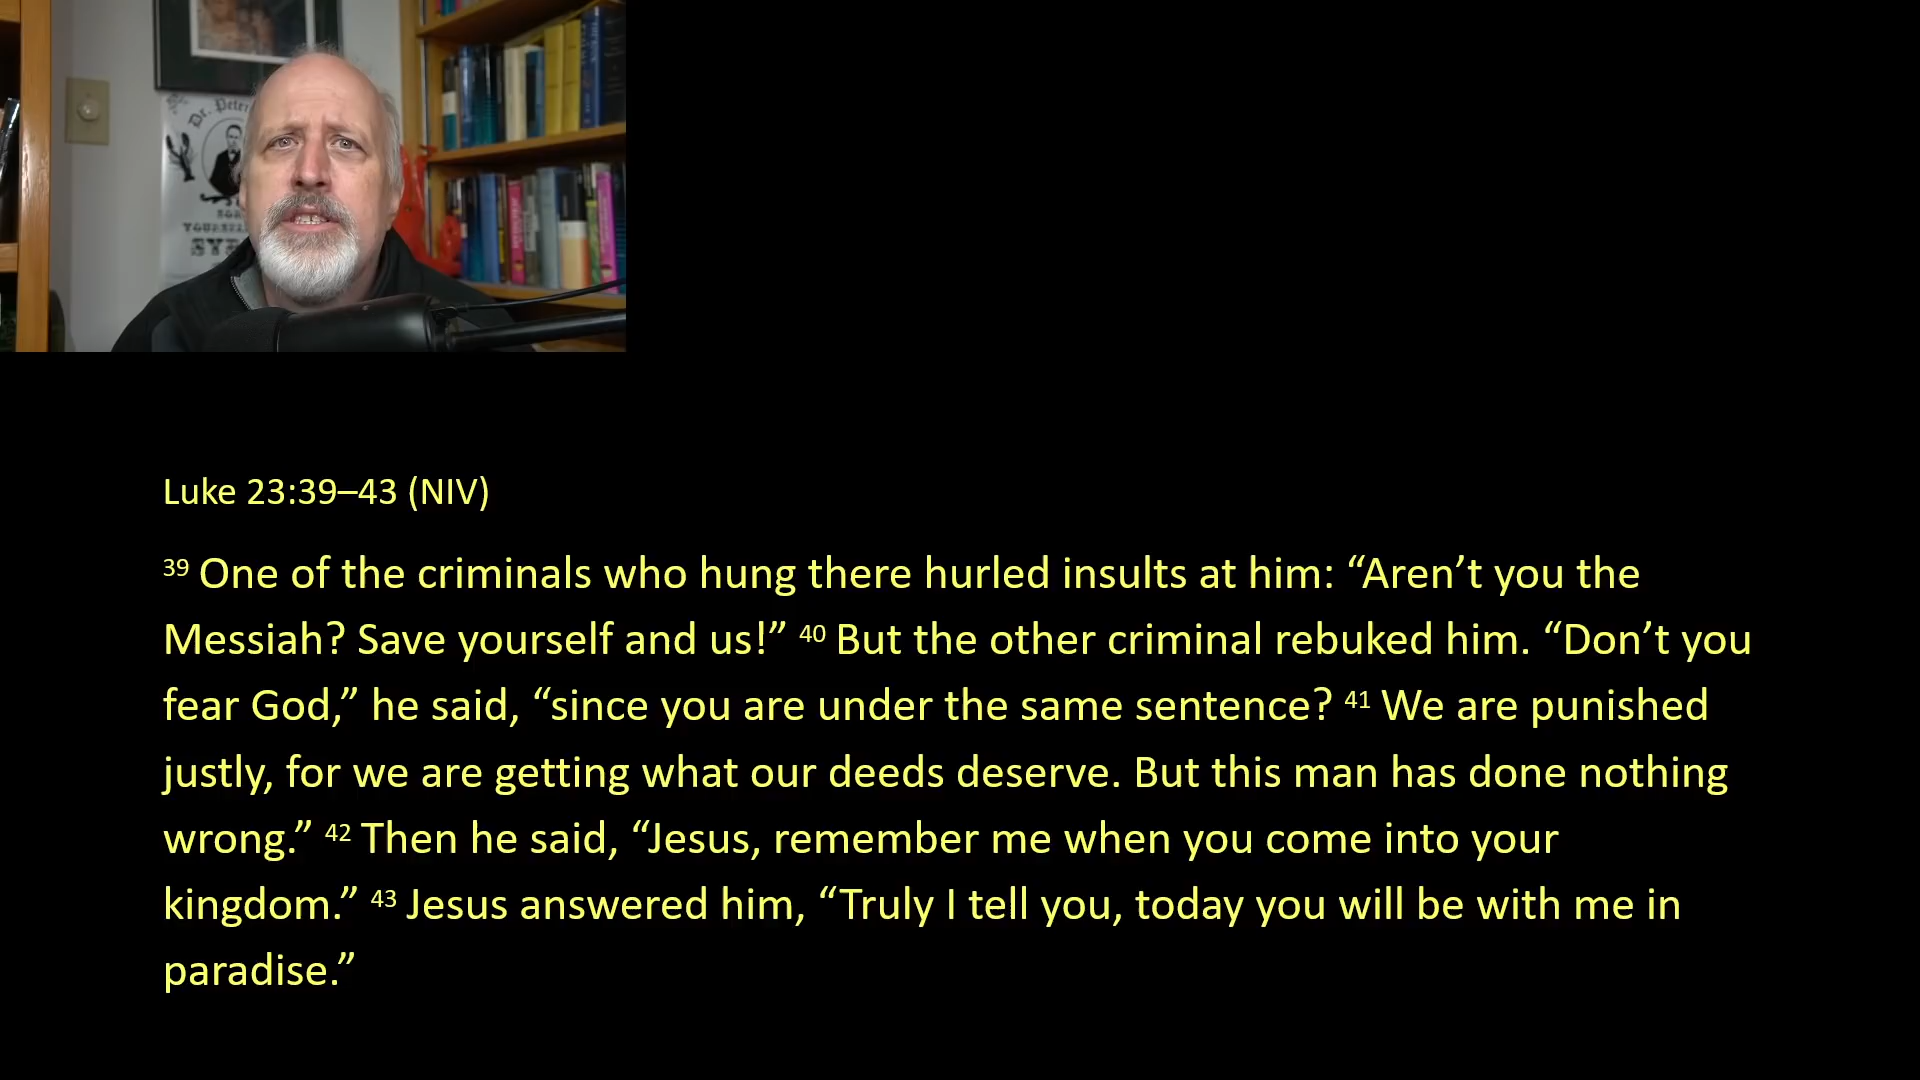 Dr. Peter
Luke 23:39–43 (NIV)
39 One of the criminals who hung there hurled insults at him: “Aren’t you the
Messiah? Save yourself and us!” 40 But the other criminal rebuked him. “Don’t you
fear God,” he said, “since you are under the same sentence? 41 We are punished
justly, for we are getting what our deeds deserve. But this man has done nothing
wrong.” 42 Then he said, “Jesus, remember me when you come into your
kingdom.” 43 Jesus answered him, “Truly I tell you, today you will be with me in
paradise.”